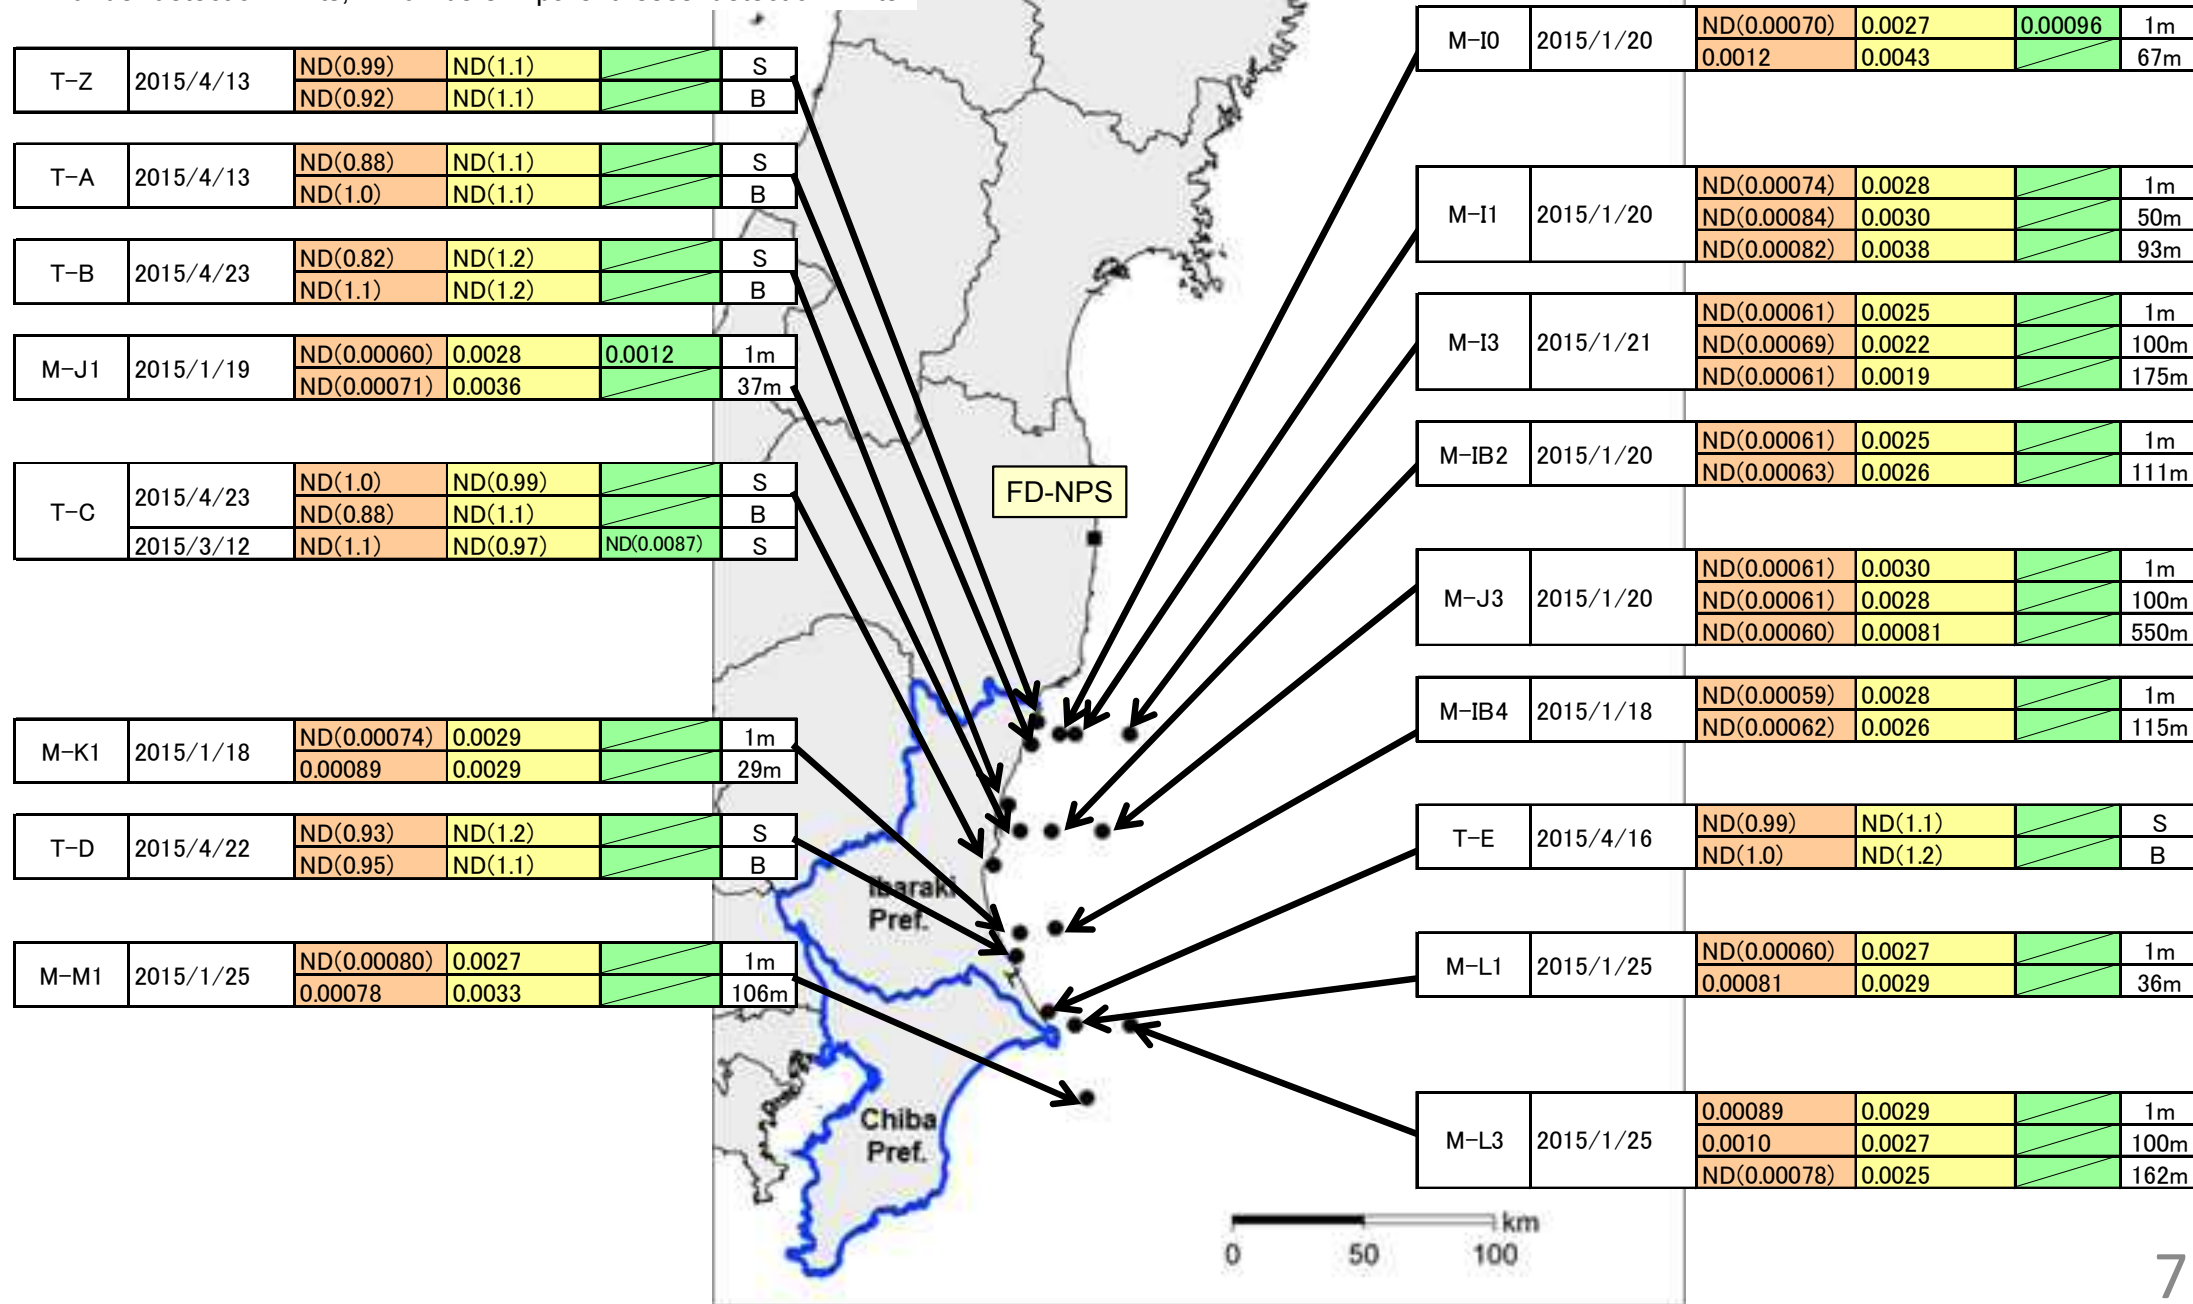 T-Z 2015/4/13 ND(0.99) ND(1.1) S
ND(0.92) ND(1.1) B
T-A 2015/4/13 ND(0.88) ND(1.1) S
ND(1.0) ND(1.1) B
T-B 2015/4/23 ND(0.82) ND(1.2) S
ND(1.1) ND(1.2) B
M-J1 2015/1/19 ND(0.00060) 0.0028 0.0012 1m
ND(0.00071) 0.0036 37m
T-C 2015/4/23 ND(1.0) ND(0.99) S
ND(0.88) ND(1.1) B
2015/3/12 ND(1.1) ND(0.97) ND(0.0087) S
M-K1 2015/1/18 ND(0.00074) 0.0029 1m
0.00089 0.0029 29m
T-D 2015/4/22 ND(0.93) ND(1.2) S
ND(0.95) ND(1.1) B
M-M1 2015/1/25 ND(0.00080) 0.0027 1m
0.00078 0.0033 106m
FD-NPS
Ibaraki
Pref.
Chiba
Pref.
km
0 50 100
M-I0 2015/1/20 ND(0.00070) 0.0027 0.00096 1m
0.0012 0.0043 67m
M-I1 2015/1/20 ND(0.00074) 0.0028 1m
ND(0.00084) 0.0030 50m
ND(0.00082) 0.0038 93m
M-I3 2015/1/21 ND(0.00061) 0.0025 1m
ND(0.00069) 0.0022 100m
ND(0.00061) 0.0019 175m
M-IB2 2015/1/20 ND(0.00061) 0.0025 1m
ND(0.00063) 0.0026 111m
M-J3 2015/1/20 ND(0.00061) 0.0030 1m
ND(0.00061) 0.0028 100m
ND(0.00060) 0.00081 550m
M-IB4 2015/1/18 ND(0.00059) 0.0028 1m
ND(0.00062) 0.0026 115m
T-E 2015/4/16 ND(0.99) ND(1.1) S
ND(1.0) ND(1.2) B
M-L1 2015/1/25 ND(0.00060) 0.0027 1m
0.00081 0.0029 36m
M-L3 2015/1/25 0.00089 0.0029 1m
0.0010 0.0027 100m
ND(0.00078) 0.0025 162m
7